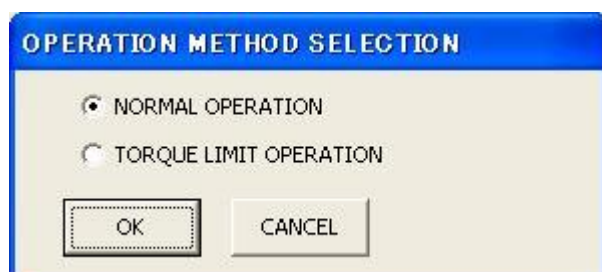 OPERATION METHOD SELECTION
NORMAL OPERATION
TORQUE LIMIT OPERATION
OK CANCEL